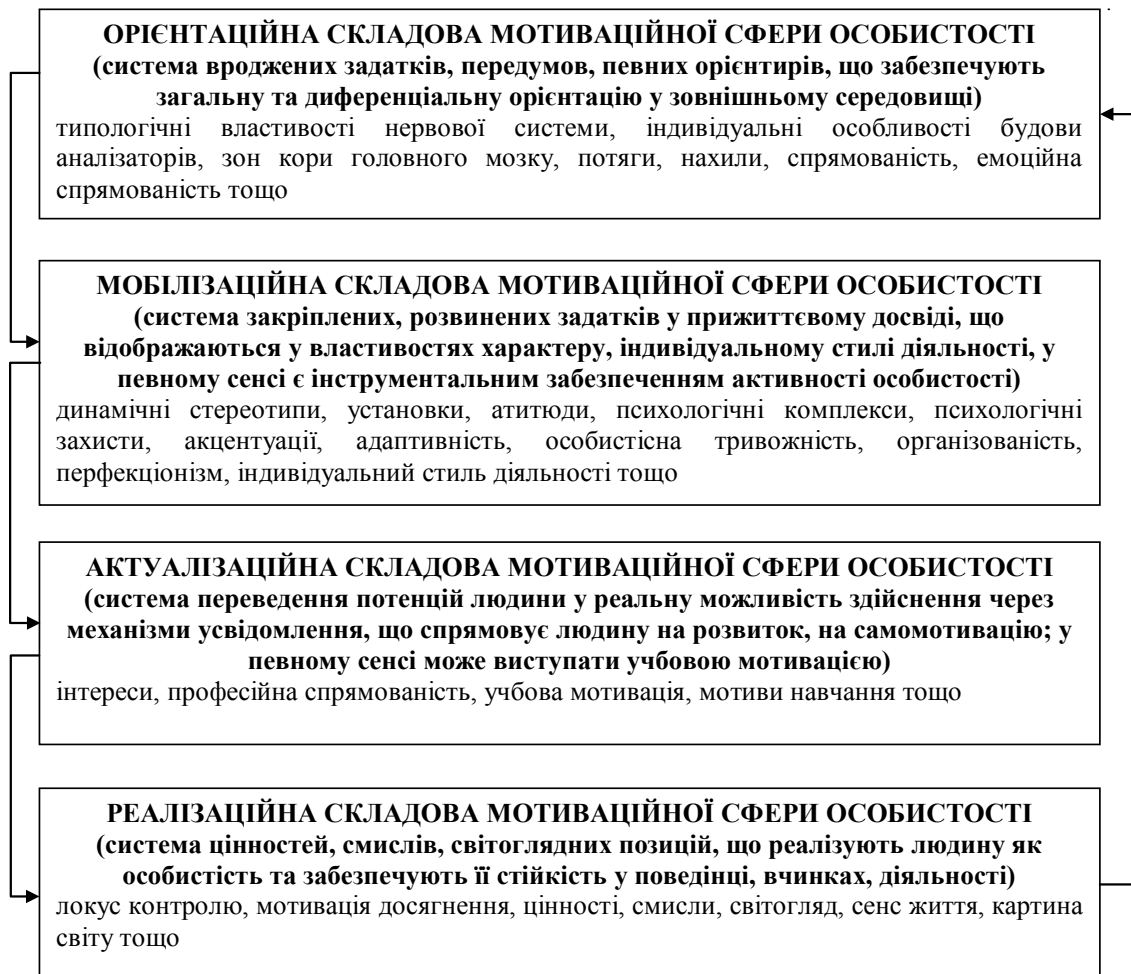 ОРІЄНТАЦІЙНА СКЛАДОВА МОТИВАЦІЙНОЇ СФЕРИ ОСОБИСТОСТІ
(система вроджених задатків, передумов, певних орієнтирів, що забезпечують
загальну та диференціальну орієнтацію у зовнішньому середовищі)
типологічні властивості нервової системи, індивідуальні особливості будови
аналізаторів, зон кори головного мозку, потяги, нахили, спрямованість, емоційна
спрямованість тощо
МОБІЛІЗАЦІЙНА СКЛАДОВА МОТИВАЦІЙНОЇ СФЕРИ ОСОБИСТОСТІ
(система закріплених, розвинених задатків у прижиттєвому досвіді, що
відображаються у властивостях характеру, індивідуальному стилі діяльності, у
певному сенсі є інструментальним забезпеченням активності особистості)
динамічні стереотипи, установки, атитюди, психологічні комплекси, психологічні
захисти, акцентуації, адаптивність, особистісна тривожність, організованість,
перфекціонізм, індивідуальний стиль діяльності тощо
АКТУАЛІЗАЦІЙНА СКЛАДОВА МОТИВАЦІЙНОЇ СФЕРИ ОСОБИСТОСТІ
(система переведення потенцій людини у реальну можливість здійснення через
механізми усвідомлення, що спрямовує людину на розвиток, на самомотивацію; у
певному сенсі може виступати учбовою мотивацією)
інтереси, професійна спрямованість, учбова мотивація, мотиви навчання тощо
РЕАЛІЗАЦІЙНА СКЛАДОВА МОТИВАЦІЙНОЇ СФЕРИ ОСОБИСТОСТІ
(система цінностей, смислів, світоглядних позицій, що реалізують людину як
особистість та забезпечують її стійкість у поведінці, вчинках, діяльності)
локус контролю, мотивація досягнення, цінності, смисли, світогляд, сенс життя, картина
світу тощо